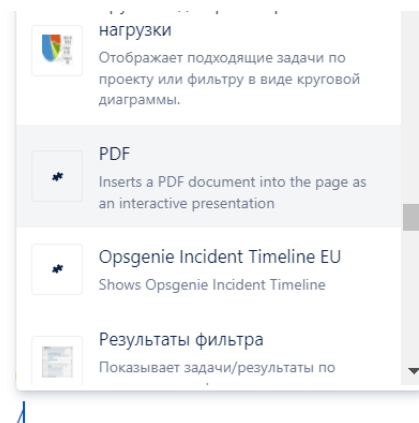 нагрузки
Отображает подходящие задачи по
проекту или фильтру в виде круговой
диаграммы.
PDF
Inserts a PDF document into the page as
an interactive presentation
Opsgenie Incident Timeline EU
Shows Opsgenie Incident Timeline
Результаты фильтра
Показывает задачи/результаты по
/